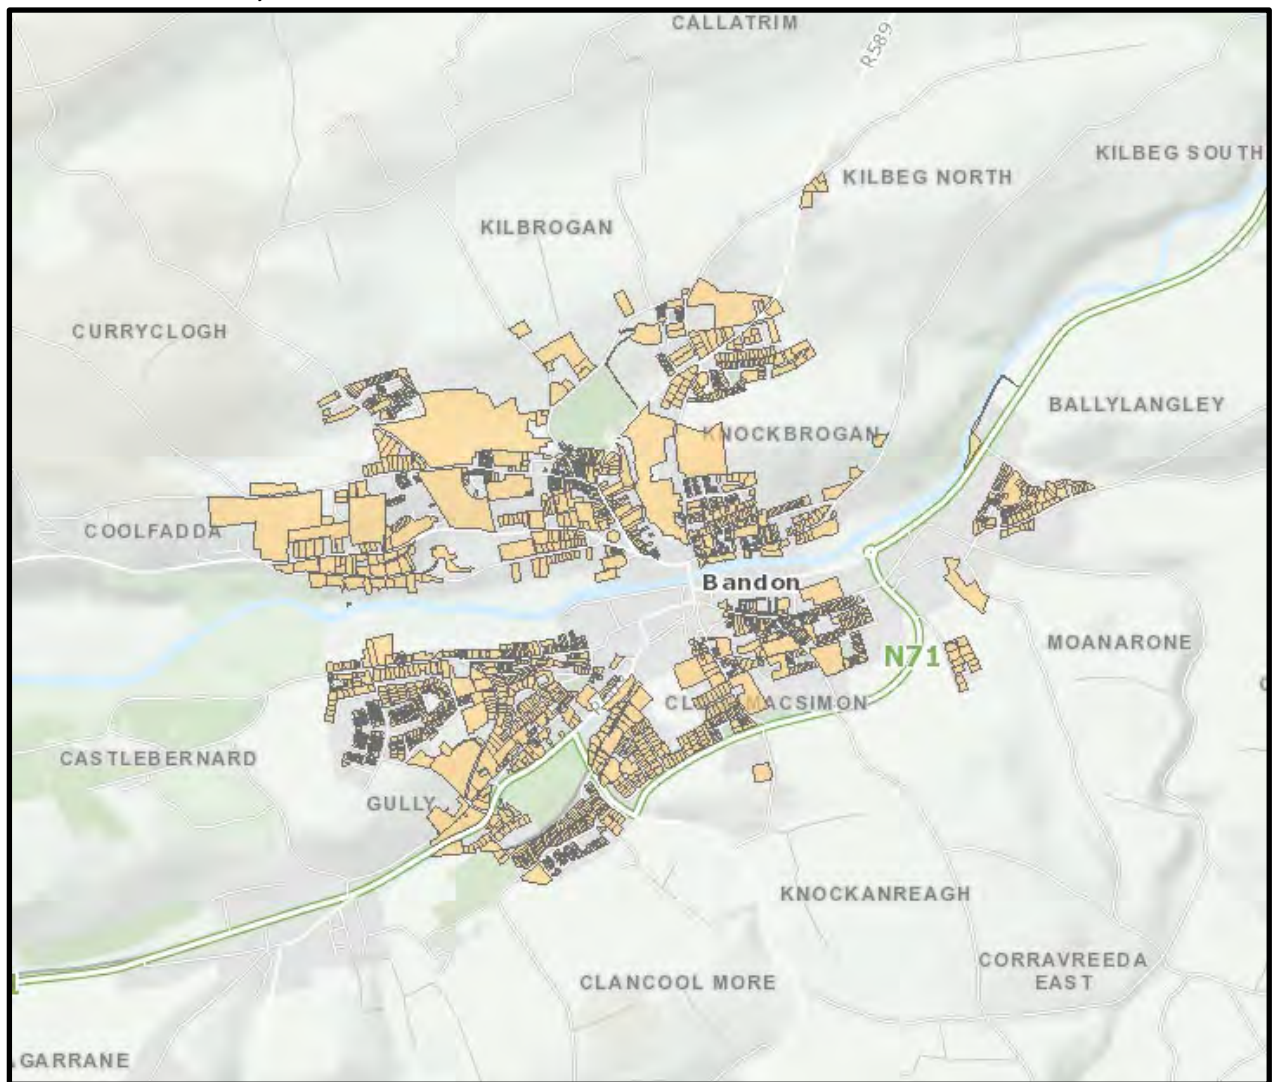 CALLATRIM
R589
KILBEG SOUTH
KILBEG NORTH
KILBROGAN
CURRYCLOGH
BALLYLANGLEY
KNOCKBROGAN
COOLFADDA
Bandon
MOANARONE
N71
MACSIMON
CASTLEBERNARD
GULLY
KNOCKANREAGH
CORRAVREEDA
EAST
CLANCOOL MORE
GARRANE